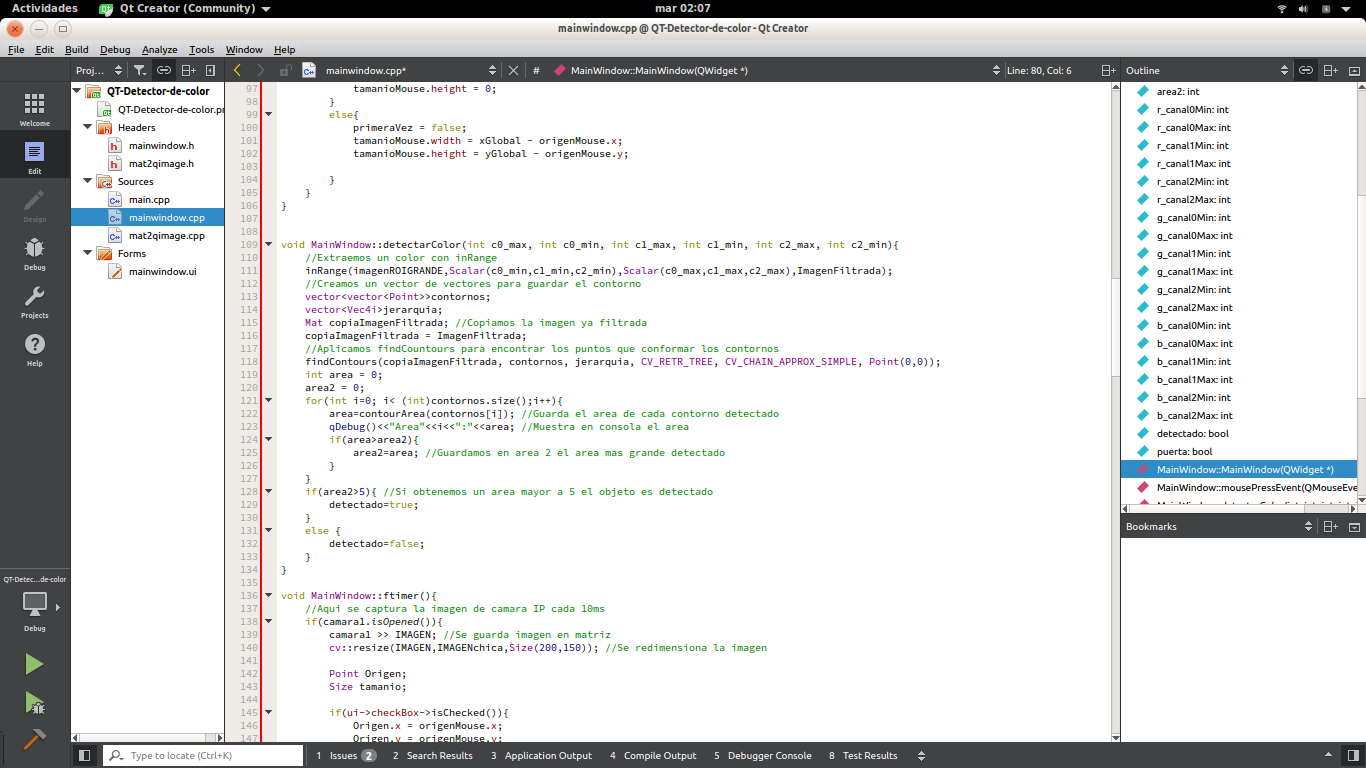 Actividades
Qt Creator (Community)
mar 02:07
mainwindow.cpp @ QT-Detector-de-color - Qt Creator
File Edit Build Debug Analyze Tools Window Help
Proj...
mainwindow.cpp*
#
MainWindow::MainWindow(QWidget *)
Line: 80, Col: 6
Outline
Welcome
Edit
Design
Debug
Projects
Help
QT-Detec...de-color
Debug
QT-Detector-de-color
QT-Detector-de-color.pr
Headers
mainwindow.h
mat2qimage.h
Sources
main.cpp
mainwindow.cpp
mat2qimage.cpp
Forms
mainwindow.ui
97 tamanioMouse.height = 0;
98 }
99 else{
100 primeraVez = false;
101 tamanioMouse.width = xGlobal - origenMouse.x;
102 tamanioMouse.height = yGlobal - origenMouse.y;
103
104 }
105 }
106 }
107
108
109 void MainWindow::detectarColor(int c0_max, int c0_min, int c1_max, int c1_min, int c2_max, int c2_min){
110 //Extraemos un color con inRange
111 inRange(imagenROIGRANDE,Scalar(c0_min,c1_min,c2_min),Scalar(c0_max,c1_max,c2_max),ImagenFiltrada);
112 //Creamos un vector de vectores para guardar el contorno
113 vector<vector<Point>>contornos;
114 vector<Vec4i>jerarquia;
115 Mat copiaImagenFiltrada; //Copiamos la imagen ya filtrada
116 copiaImagenFiltrada = ImagenFiltrada;
117 //Aplicamos findCountours para encontrar los puntos que conformar los contornos
118 findContours(copiaImagenFiltrada, contornos, jerarquia, CV_RETR_TREE, CV_CHAIN_APPROX_SIMPLE, Point(0,0));
119 int area = 0;
120 area2 = 0;
121 for(int i=0; i< (int)contornos.size();i++){
122 area=contourArea(contornos[i]); //Guarda el area de cada contorno detectado
123 qDebug()<<"Area"<<i<<":"<<area; //Muestra en consola el area
124 if(area>area2){
125 area2=area; //Guardamos en area 2 el area mas grande detectado
126 }
127 }
128 if(area2>5){ //Si obtenemos un area mayor a 5 el objeto es detectado
129 detectado=true;
130 }
131 else {
132 detectado=false;
133 }
134 }
135
136 void MainWindow::ftimer(){
137 //Aqui se captura la imagen de camara IP cada 10ms
138 if(camara1.isOpened()){
139 camara1 >> IMAGEN; //Se guarda imagen en matriz
140 cv::resize(IMAGEN,IMAGENchica,Size(200,150)); //Se redimensiona la imagen
141
142 Point Origen;
143 Size tamanio;
144
145 if(ui->checkBox->isChecked()){
146 Origen.x = origenMouse.x;
147 Origen.y = origenMouse.y;
area2: int
r_canal0Min: int
r_canal0Max: int
r_canal1Min: int
r_canal1Max: int
r_canal2Min: int
r_canal2Max: int
g_canal0Min: int
g_canal0Max: int
g_canal1Min: int
g_canal1Max: int
g_canal2Min: int
g_canal2Max: int
b_canal0Min: int
b_canal0Max: int
b_canal1Min: int
b_canal1Max: int
b_canal2Min: int
b_canal2Max: int
detectado: bool
puerta: bool
MainWindow::MainWindow(QWidget *)
MainWindow::mousePressEvent(QMouseEve
Bookmarks
Type to locate (Ctrl+K)
1 Issues 2
2 Search Results
3 Application Output
4 Compile Output
5 Debugger Console
8 Test Results